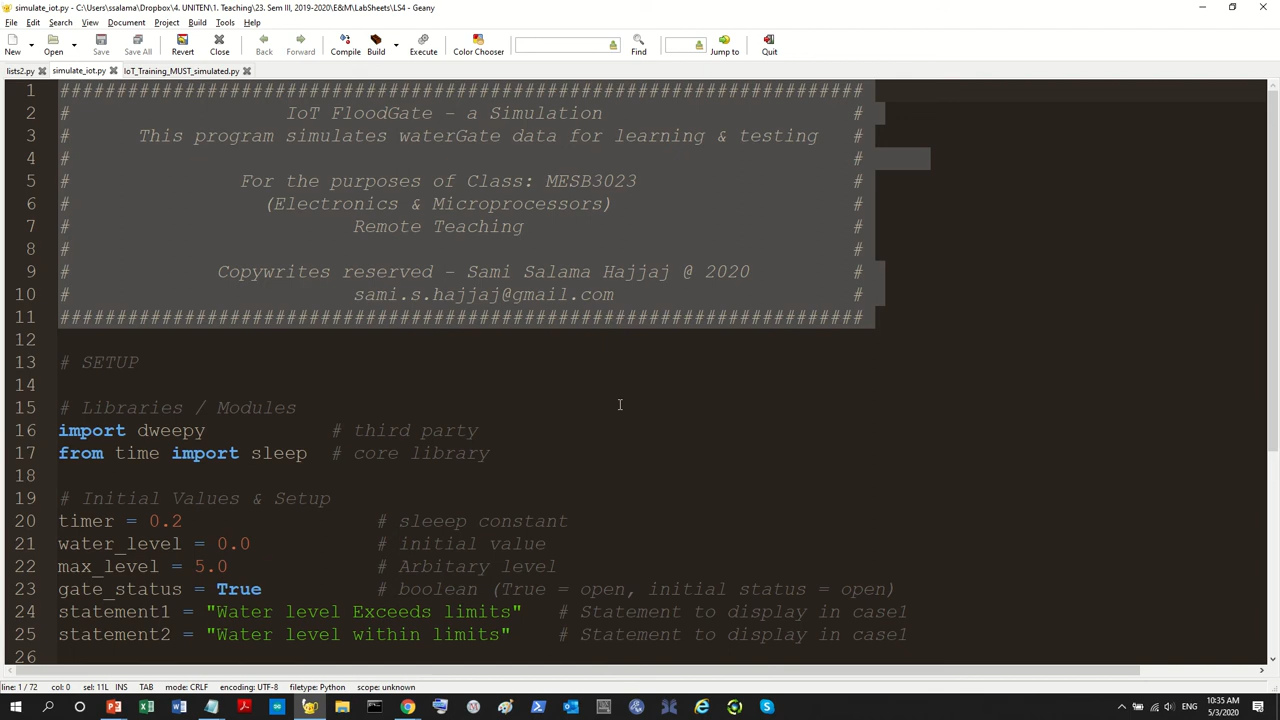 simulate_iot.py - C:\Users\ssalama\Dropbox\4. UNITEN\1. Teaching\23. Sem III, 2019-2020\E&M\LabSheets\LS4 - Geany
File Edit Search View Document Project Build Tools Help
New Open Save Save All Revert Close Back Forward Compile Build Execute Color Chooser Find Jump to Quit
lists2.py simulate_iot.py IoT_Training_MUST_simulated.py
1 #######################################################################
2 # IoT FloodGate - a Simulation #
3 # This program simulates waterGate data for learning & testing #
4 # #
5 # For the purposes of Class: MESB3023 #
6 # (Electronics & Microprocessors) #
7 # Remote Teaching #
8 # #
9 # Copywrites reserved - Sami Salama Hajjaj @ 2020 #
10 # sami.s.hajjaj@gmail.com #
11 #######################################################################
12
13 # SETUP
14
15 # Libraries / Modules
16 import dweepy # third party
17 from time import sleep # core library
18
19 # Initial Values & Setup
20 timer = 0.2 # sleeep constant
21 water_level = 0.0 # initial value
22 max_level = 5.0 # Arbitary level
23 gate_status = True # boolean (True = open, initial status = open)
24 statement1 = "Water level Exceeds limits" # Statement to display in case1
25 statement2 = "Water level within limits" # Statement to display in case1
26
line: 1 / 72 col: 0 sel: 11L INS TAB mode: CRLF encoding: UTF-8 filetype: Python scope: unknown
ENG 10:35 AM
5/3/2020